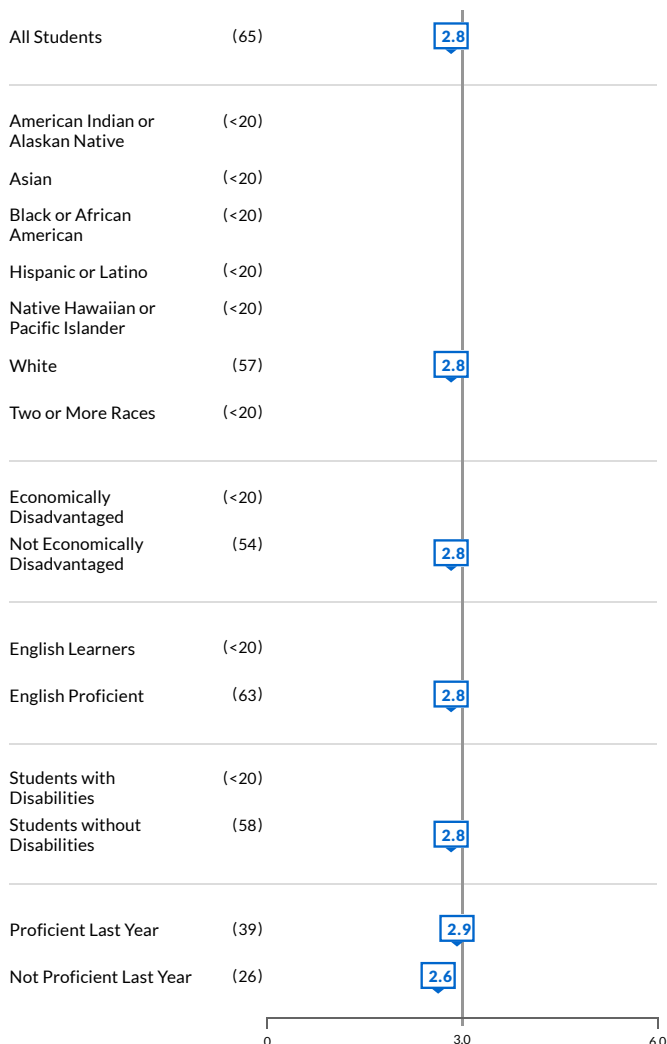 All Students (65) 2.8
American Indian or (<20)
Alaskan Native
Asian (<20)
Black or African (<20)
American
Hispanic or Latino (<20)
Native Hawaiian or (<20)
Pacific Islander
White (57) 2.8
Two or More Races (<20)
Economically (<20)
Disadvantaged
Not Economically (54) 2.8
Disadvantaged
English Learners (<20)
English Proficient (63) 2.8
Students with (<20)
Disabilities
Students without (58) 2.8
Disabilities
Proficient Last Year (39) 2.9
Not Proficient Last Year (26) 2.6
0 3.0 6.0